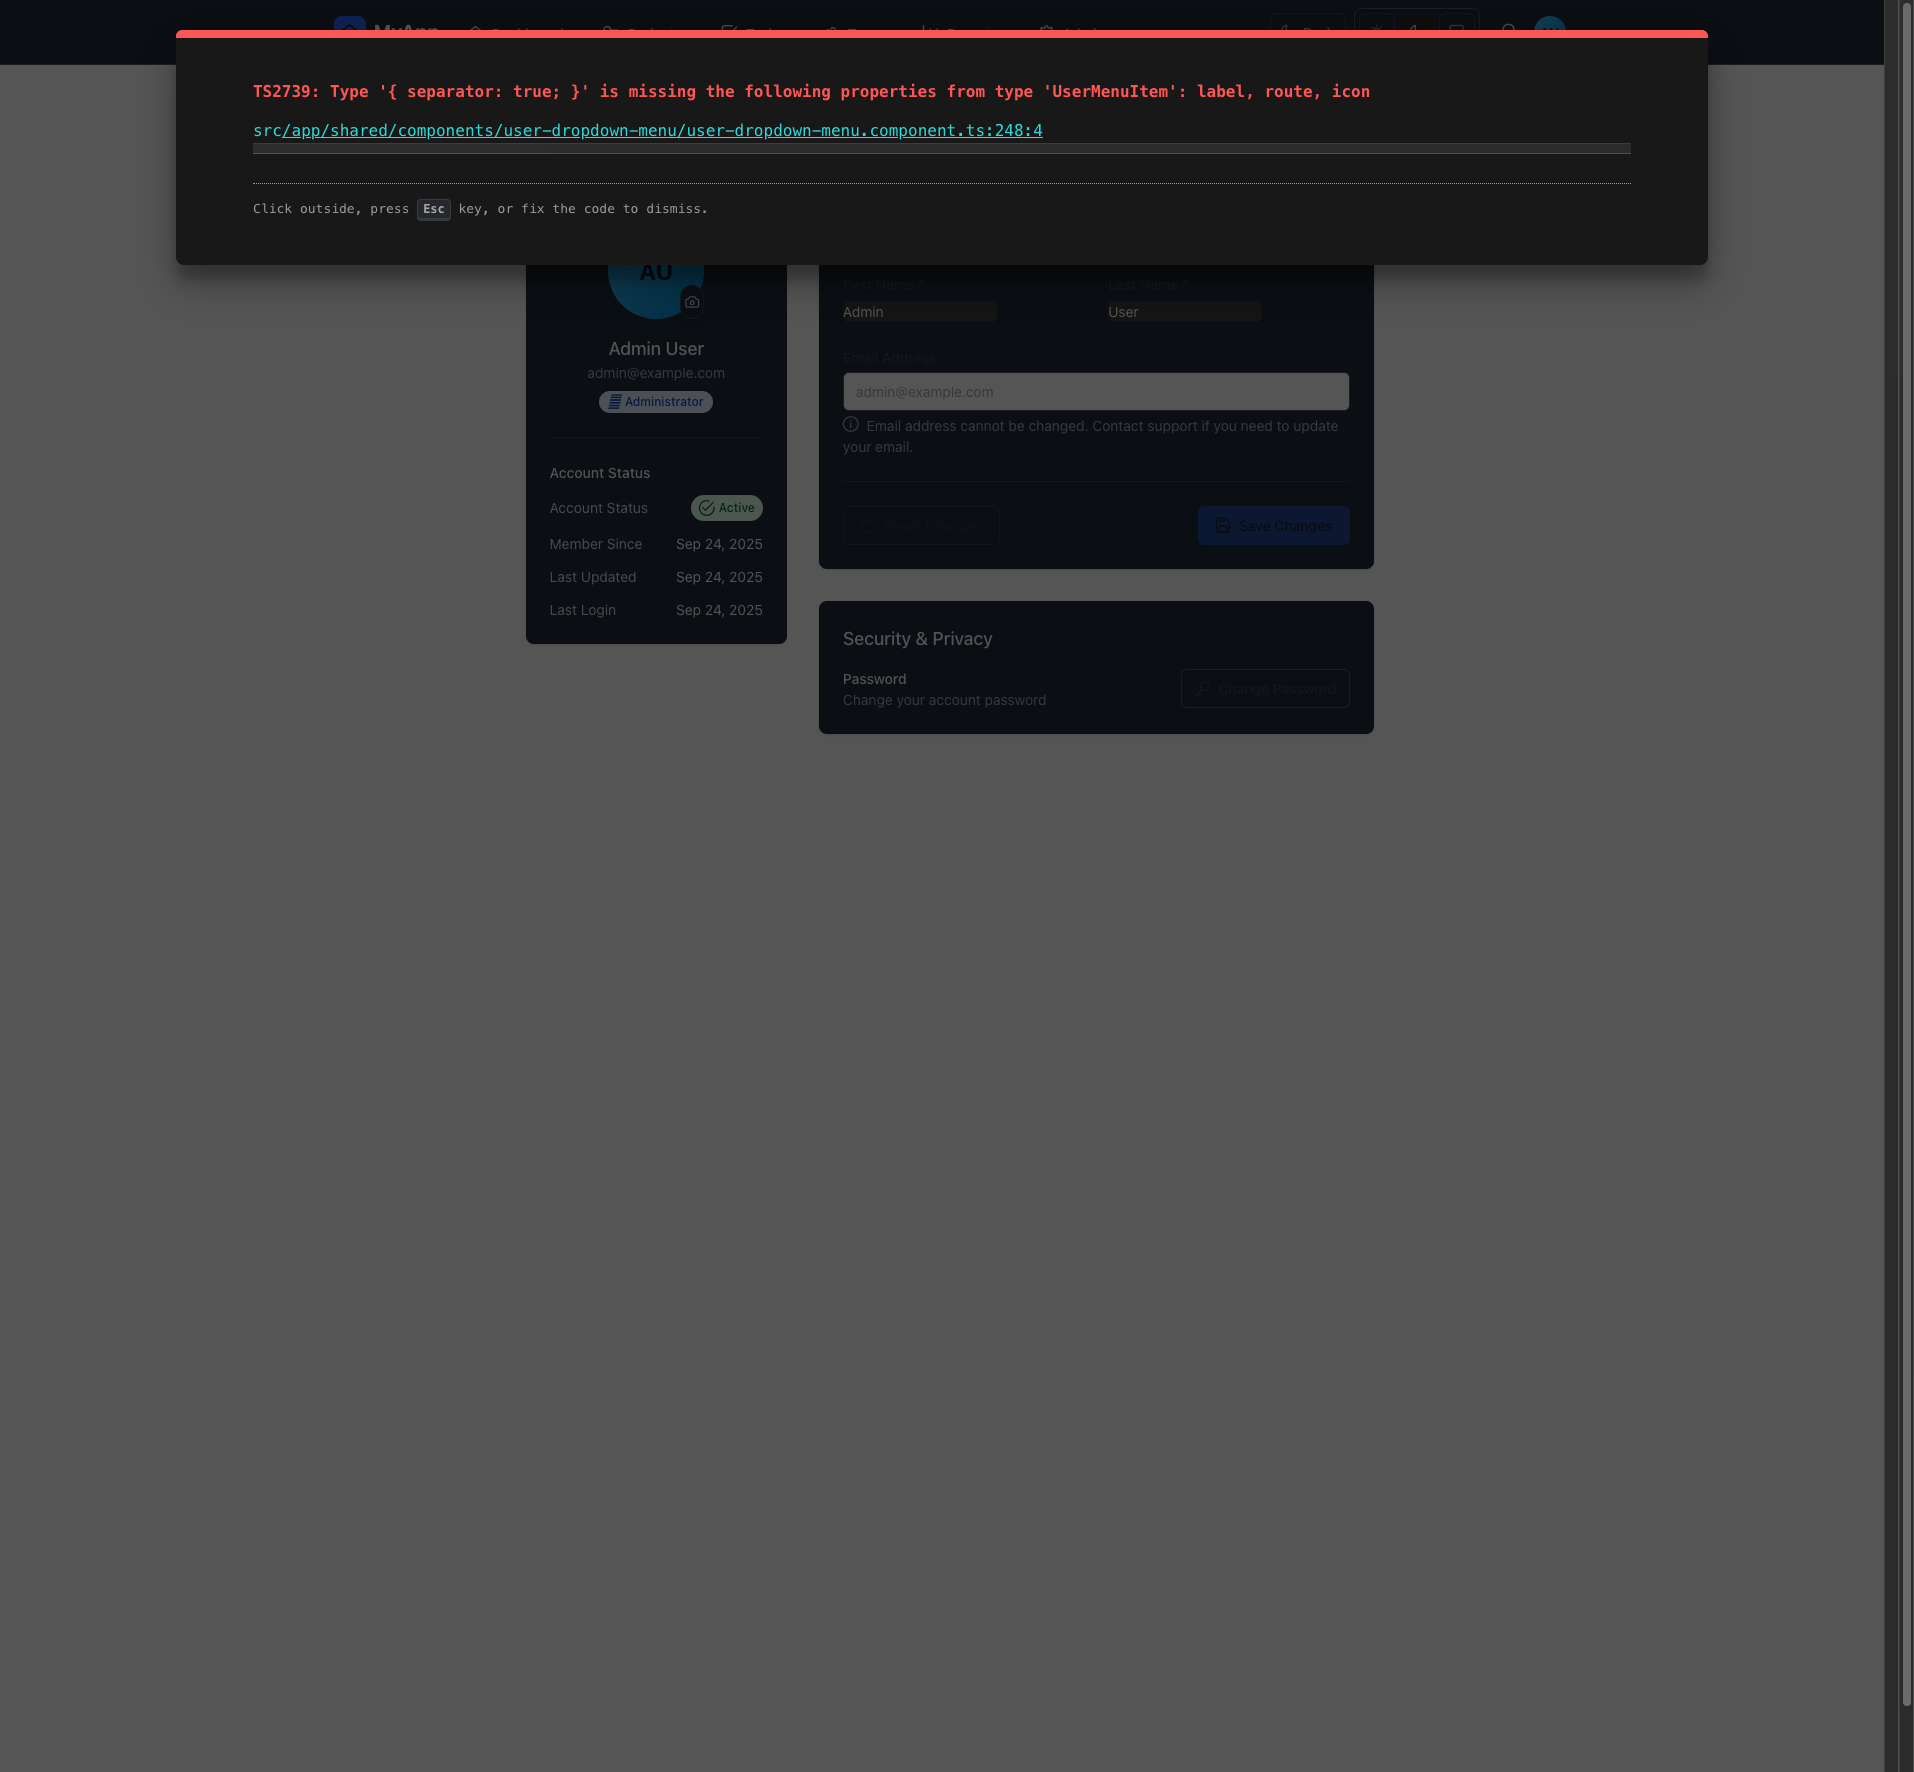 TS2739: Type '{ separator: true; }' is missing the following properties from type 'UserMenuItem': label, route, icon
src/app/shared/components/user-dropdown-menu/user-dropdown-menu.component.ts:248:4
Click outside, press Esc key, or fix the code to dismiss.
AU
Admin User
admin@example.com
Administrator
Account Status
Account Status Active
Member Since Sep 24, 2025
Last Updated Sep 24, 2025
Last Login Sep 24, 2025
First Name * Last Name *
Admin User
Email Address
admin@example.com
Email address cannot be changed. Contact support if you need to update
your email.
Save Changes
Security & Privacy
Password
Change your account password
Change Password